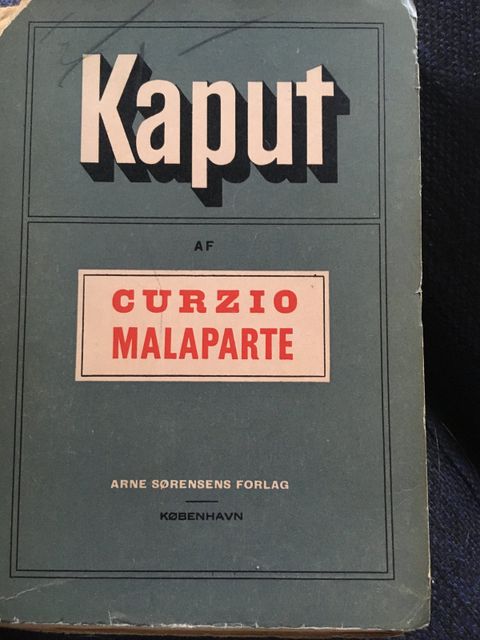 Kaput
AF
CURZIO
MALAPARTE
ARNE SØRENSENS FORLAG
KØBENHAVN